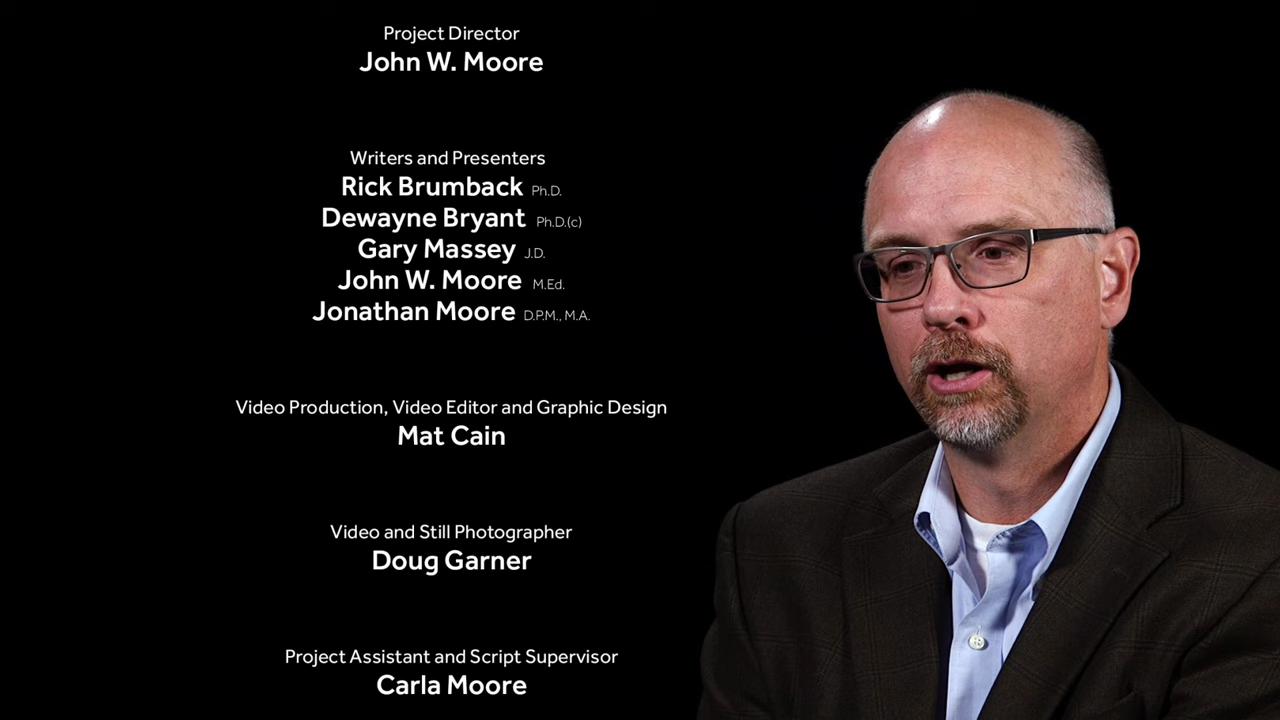 Project Director
John W. Moore
Writers and Presenters
Rick Brumback Ph.D.
Dewayne Bryant Ph.D.(c)
Gary Massey J.D.
John W. Moore M.Ed.
Jonathan Moore D.P.M., M.A.
Video Production, Video Editor and Graphic Design
Mat Cain
Video and Still Photographer
Doug Garner
Project Assistant and Script Supervisor
Carla Moore